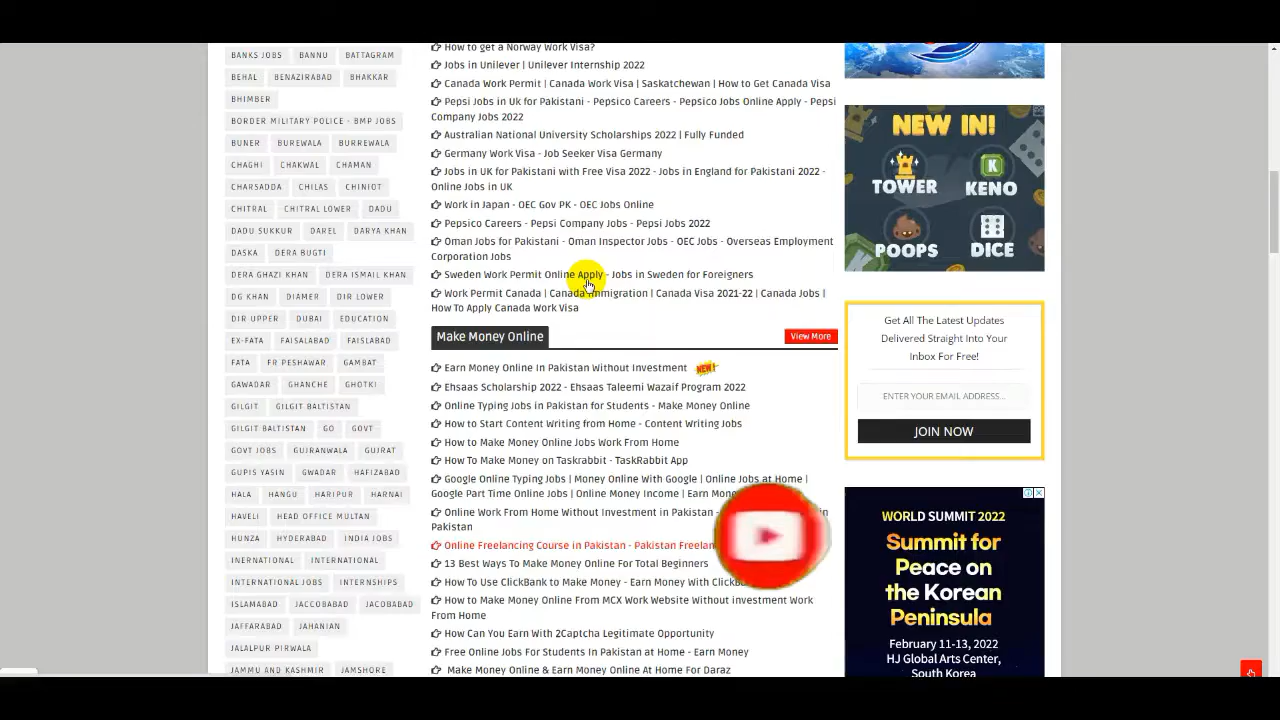 BANKS JOBS BANNU BATTAGRAM
BEHAL BENAZIRABAD BHAKKAR
BHIMBER
BORDER MILITARY POLICE - BMP JOBS
BUNER BUREWALA BURREWALA
CHAGHI CHAKWAL CHAMAN
CHARSADDA CHILAS CHINIOT
CHITRAL CHITRAL LOWER DADU
DADU SUKKUR DAREL DARYA KHAN
DASKA DERA BUGTI
DERA GHAZI KHAN DERA ISMAIL KHAN
DG KHAN DIAMER DIR LOWER
DIR UPPER DUBAI EDUCATION
EX-FATA FAISALABAD FAISLABAD
FATA FR PESHAWAR GAMBAT
GAWADAR GHANCHE GHOTKI
GILGIT GILGIT BALTISTAN
GILGIT BALTISTAN GO GOVT
GOVT JOBS GUJRANWALA GUJRAT
GUPIS YASIN GWADAR HAFIZABAD
HALA HANGU HARIPUR HARNAI
HAVELI HEAD OFFICE MULTAN
HUNZA HYDERABAD INDIA JOBS
INERNATIONAL INTERNATIONAL
INTERNATIONAL JOBS INTERNSHIPS
ISLAMABAD JACCOBABAD JACOBABAD
JAFFARABAD JAHANIAN
JALALPUR PIRWALA
JAMMU AND KASHMIR JAMSHORE
How to get a Norway Work Visa?
Jobs in Unilever | Unilever Internship 2022
Canada Work Permit | Canada Work Visa | Saskatchewan | How to Get Canada Visa
Pepsi Jobs in Uk for Pakistani - Pepsico Careers - Pepsico Jobs Online Apply - Pepsi
Company Jobs 2022
Australian National University Scholarships 2022 | Fully Funded
Germany Work Visa - Job Seeker Visa Germany
Jobs in UK for Pakistani with Free Visa 2022 - Jobs in England for Pakistani 2022 -
Online Jobs in UK
Work in Japan - OEC Gov PK - OEC Jobs Online
Pepsico Careers - Pepsi Company Jobs - Pepsi Jobs 2022
Oman Jobs for Pakistani - Oman Inspector Jobs - OEC Jobs - Overseas Employment
Corporation Jobs
Sweden Work Permit Online Apply - Jobs in Sweden for Foreigners
Work Permit Canada | Canada Immigration | Canada Visa 2021-22 | Canada Jobs |
How To Apply Canada Work Visa
Make Money Online View More
Earn Money Online In Pakistan Without Investment NEW!
Ehsaas Scholarship 2022 - Ehsaas Taleemi Wazaif Program 2022
Online Typing Jobs in Pakistan for Students - Make Money Online
How to Start Content Writing from Home - Content Writing Jobs
How to Make Money Online Jobs Work From Home
How To Make Money on Taskrabbit - TaskRabbit App
Google Online Typing Jobs | Money Online With Google | Online Jobs at Home |
Google Part Time Online Jobs | Online Money Income | Earn
Online Work From Home Without Investment in Pakistan - in
Pakistan
Online Freelancing Course in Pakistan - Pakistan
13 Best Ways To Make Money Online For Total Beginners
How To Use ClickBank to Make Money - Earn Money With
How to Make Money Online From MCX Work Website Without investment Work
From Home
How Can You Earn With 2Captcha Legitimate Opportunity
Free Online Jobs For Students In Pakistan at Home - Earn Money
Make Money Online & Earn Money Online At Home For Daraz
NEW IN!
TOWER K KENO
POOPS DICE
Get All The Latest Updates
Delivered Straight Into Your
Inbox For Free!
ENTER YOUR EMAIL ADDRESS...
JOIN NOW
WORLD SUMMIT 2022
Summit for
Peace on
the Korean
Peninsula
February 11-13, 2022
HJ Global Arts Center,
South Korea